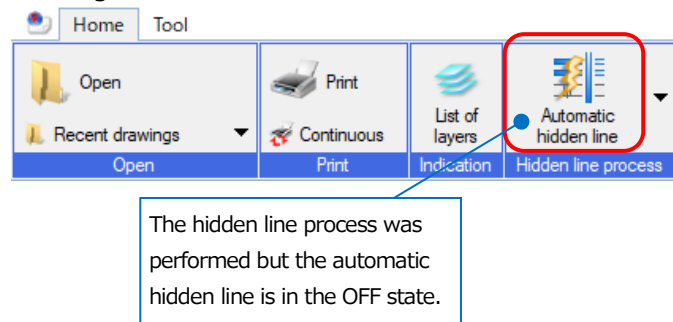 Home Tool
Open
Print
List of
layers
Automatic
hidden line
Recent drawings
Continuous
Open Print Indication Hidden line process
The hidden line process was
performed but the automatic
hidden line is in the OFF state.